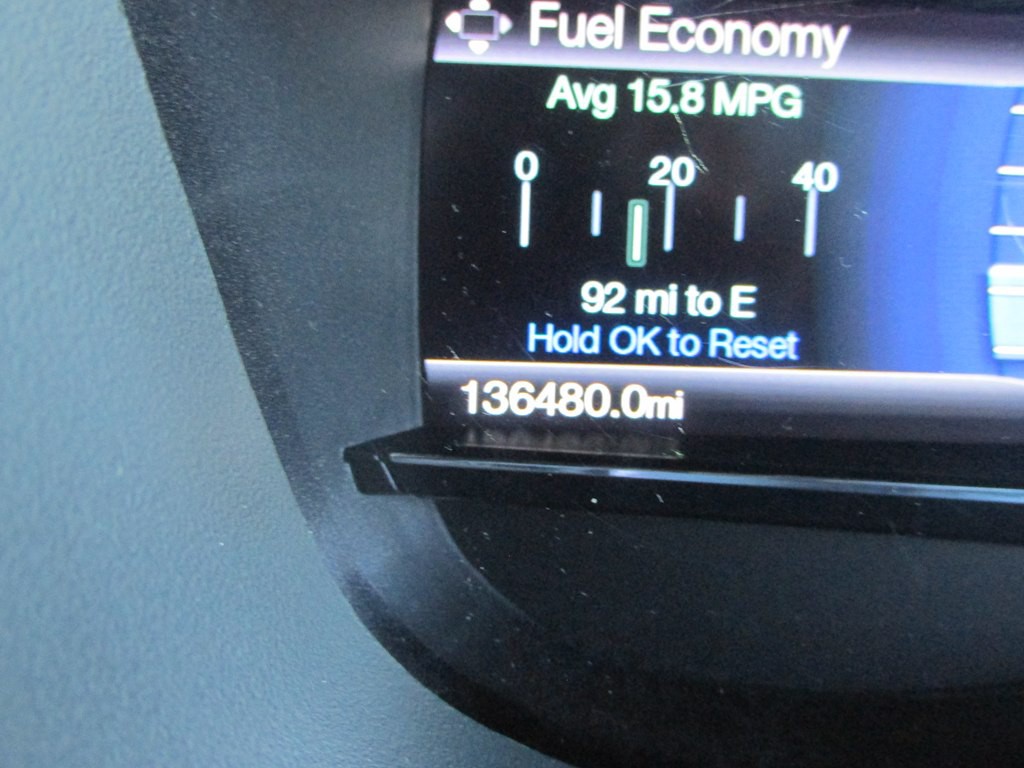 Fuel Economy
Avg 15.8 MPG
0 20 40
92 mi to E
Hold OK to Reset
136480.0mi